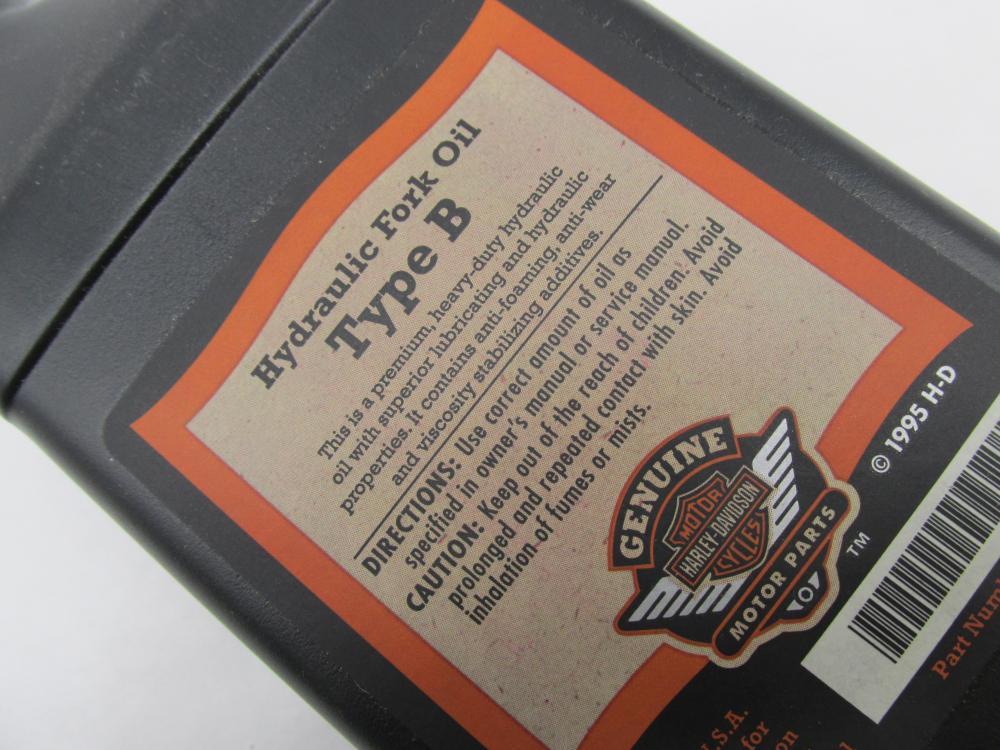 Hydraulic Fork Oil
Type B
This is a premium, heavy-duty hydraulic
oil with superior lubricating and hydraulic
properties. It contains anti-foaming, anti-wear
and viscosity stabilizing additives.
DIRECTIONS: Use correct amount of oil as
specified in owner's manual or service manual.
CAUTION: Keep out of the reach of children. Avoid
prolonged and repeated contact with skin. Avoid
inhalation of fumes or mists.
GENUINE
MOTOR
HARLEY-DAVIDSON
CYCLES
MOTOR PARTS
TM
© 1995 H-D
Part
.S.A.
for